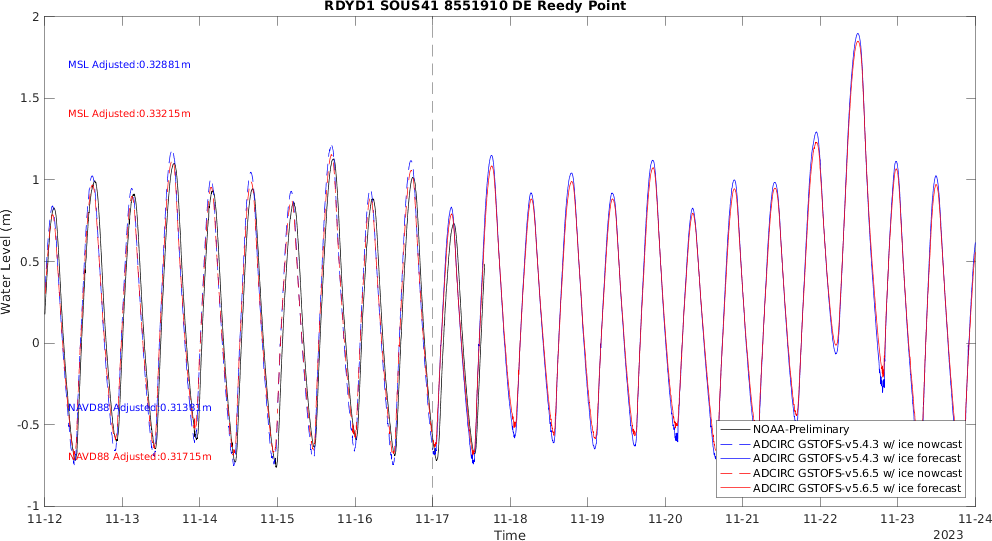 RDYD1 SOUS41 8551910 DE Reedy Point
2
1.5
1
0.5
0
-0.5
-1
Water Level (m)
MSL Adjusted:0.32881m
MSL Adjusted:0.33215m
NAVD88 Adjusted:0.31381m
NAVD88 Adjusted:0.31715m
NOAA-Preliminary
ADCIRC GSTOFS-v5.4.3 w/ ice nowcast
ADCIRC GSTOFS-v5.4.3 w/ ice forecast
ADCIRC GSTOFS-v5.6.5 w/ ice nowcast
ADCIRC GSTOFS-v5.6.5 w/ ice forecast
11-12 11-13 11-14 11-15 11-16 11-17 11-18 11-19 11-20 11-21 11-22 11-23 11-24
Time
2023